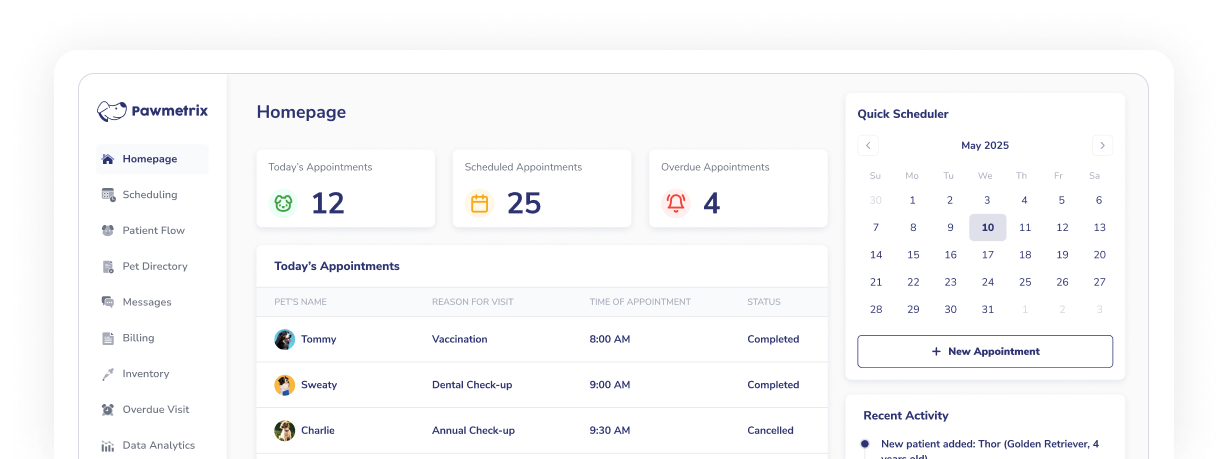 Pawmetrix
Homepage
Scheduling
Patient Flow
Pet Directory
Messages
Billing
Inventory
Overdue Visit
Data Analytics
Homepage
Today's Appointments
12
Scheduled Appointments
25
Overdue Appointments
4
Today's Appointments
PET'S NAME REASON FOR VISIT TIME OF APPOINTMENT STATUS
Tommy Vaccination 8:00 AM Completed
Sweaty Dental Check-up 9:00 AM Completed
Charlie Annual Check-up 9:30 AM Cancelled
Quick Scheduler
May 2025
Su Mo Tu We Th Fr Sa
30 1 2 3 4 5 6
7 8 9 10 11 12 13
14 15 16 17 18 19 20
21 22 23 24 25 26 27
28 29 30 31 1 2 3
+ New Appointment
Recent Activity
New patient added: Thor (Golden Retriever, 4
years old)